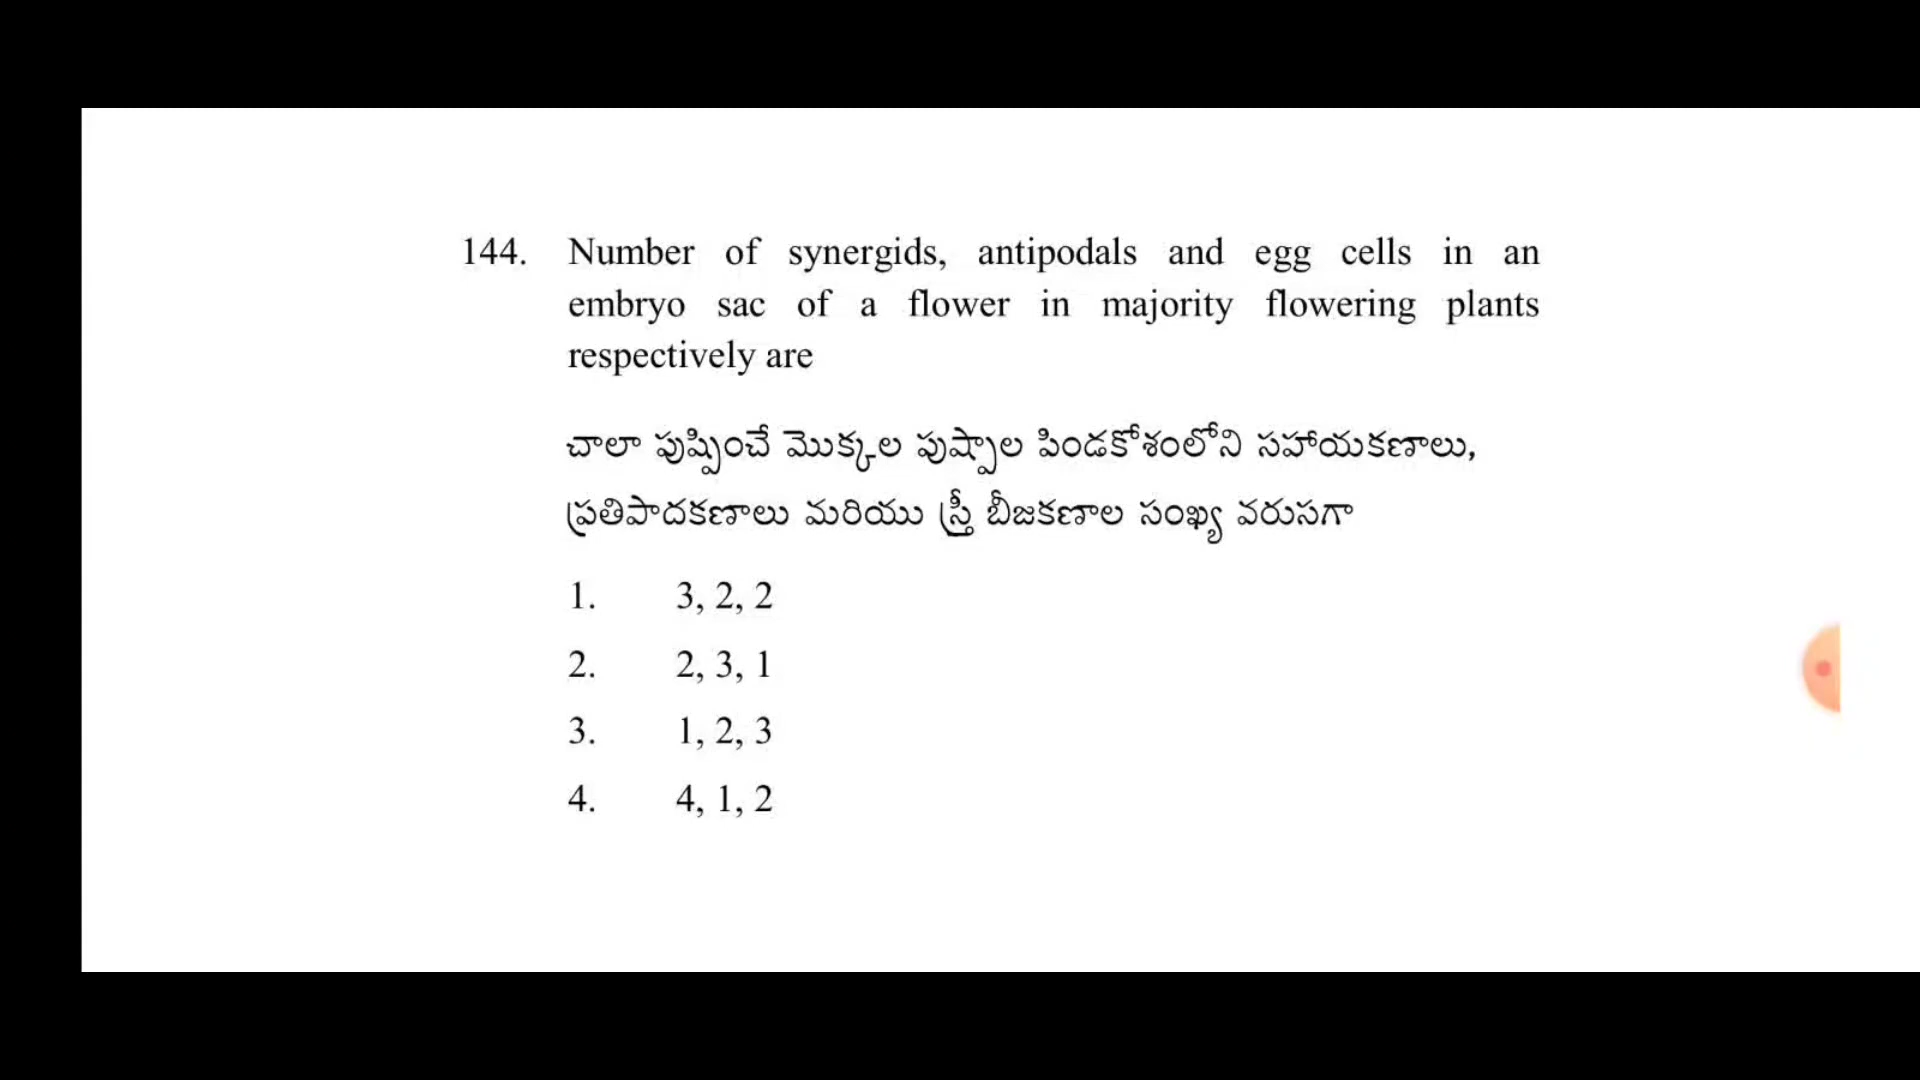 144. Number of synergids, antipodals and egg cells in an
embryo sac of a flower in majority flowering plants
respectively are
చాలా పుష్పించే మొక్కల పుష్పాల పిండకోశంలోని సహాయకణాలు,
ప్రతిపాదకణాలు మరియు స్త్రీ బీజకణాల సంఖ్య వరుసగా
1. 3, 2, 2
2. 2, 3, 1
3. 1, 2, 3
4. 4, 1, 2